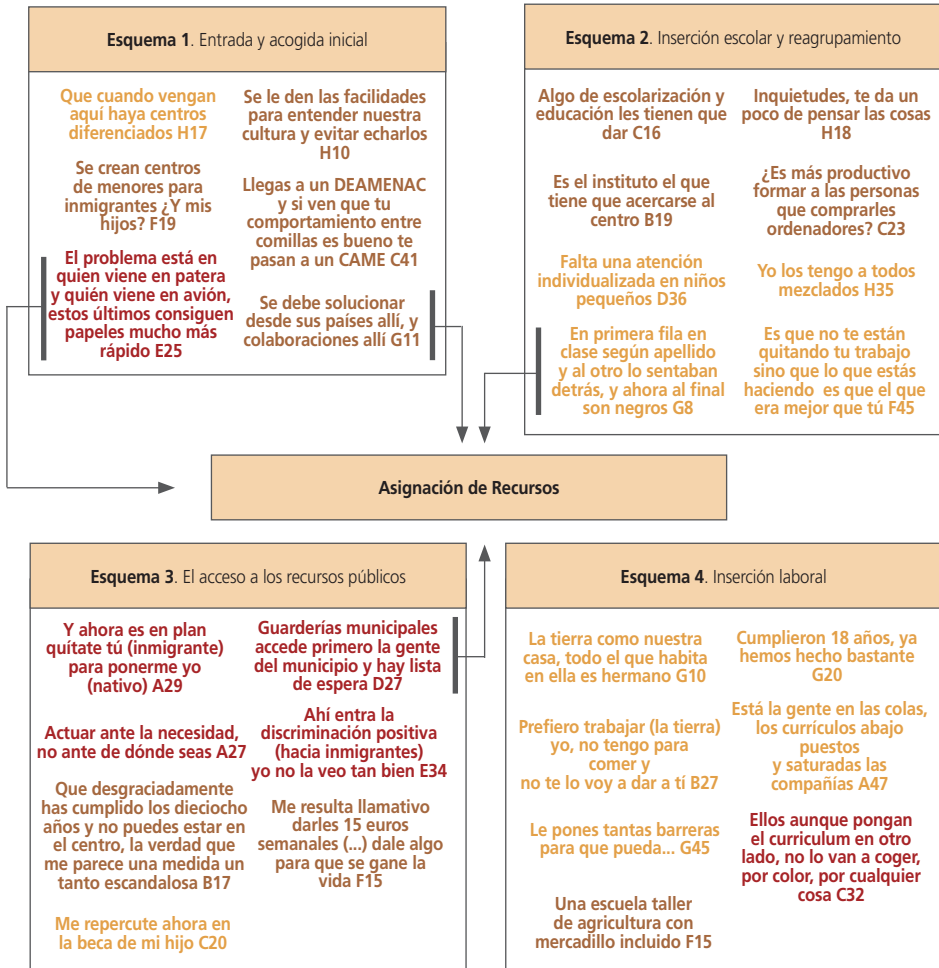 Esquema 1. Entrada y acogida inicial
Que cuando vengan
aquí haya centros
diferenciados H17
Se crean centros
de menores para
inmigrantes ¿Y mis
hijos? F19
El problema está en
quien viene en patera
y quién viene en avión,
estos últimos consiguen
papeles mucho más
rápido E25
Se le den las facilidades
para entender nuestra
cultura y evitar echarlos
H10
Llegas a un DEAMENAC
y si ven que tu
comportamiento entre
comillas es bueno te
pasan a un CAME C41
Se debe solucionar
desde sus países allí, y
colaboraciones allí G11
Esquema 2. Inserción escolar y reagrupamiento
Algo de escolarización y
educación les tienen que
dar C16
Es el instituto el que
tiene que acercarse al
centro B19
Falta una atención
individualizada en niños
pequeños D36
En primera fila en
clase según apellido
y al otro lo sentaban
detrás, y ahora al final
son negros G8
Inquietudes, te da un
poco de pensar las cosas
H18
¿Es más productivo
formar a las personas
que comprarles
ordenadores? C23
Yo los tengo a todos
mezclados H35
Es que no te están
quitando tu trabajo
sino que lo que estás
haciendo es que el que
era mejor que tú F45
Asignación de Recursos
Esquema 3. El acceso a los recursos públicos
Y ahora es en plan
quítate tú (inmigrante)
para ponerme yo
(nativo) A29
Actuar ante la necesidad,
no ante de dónde seas A27
Que desgraciadamente
has cumplido los dieciocho
años y no puedes estar en
el centro, la verdad que
me parece una medida un
tanto escandalosa B17
Me repercute ahora en
la beca de mi hijo C20
Guarderías municipales
accede primero la gente
del municipio y hay lista
de espera D27
Ahí entra la
discriminación positiva
(hacia inmigrantes)
yo no la veo tan bien E34
Me resulta llamativo
darles 15 euros
semanales (...) dale algo
para que se gane la
vida F15
Esquema 4. Inserción laboral
La tierra como nuestra
casa, todo el que habita
en ella es hermano G10
Prefiero trabajar (la tierra)
yo, no tengo para
comer y
no te lo voy a dar a tí B27
Le pones tantas barreras
para que pueda... G45
Una escuela taller
de agricultura con
mercadillo incluido F15
Cumplieron 18 años, ya
hemos hecho bastante
G20
Está la gente en las colas,
los currículos abajo
puestos
y saturadas las
compañías A47
Ellos aunque pongan
el curriculum en otro
lado, no lo van a coger,
por color, por cualquier
cosa C32